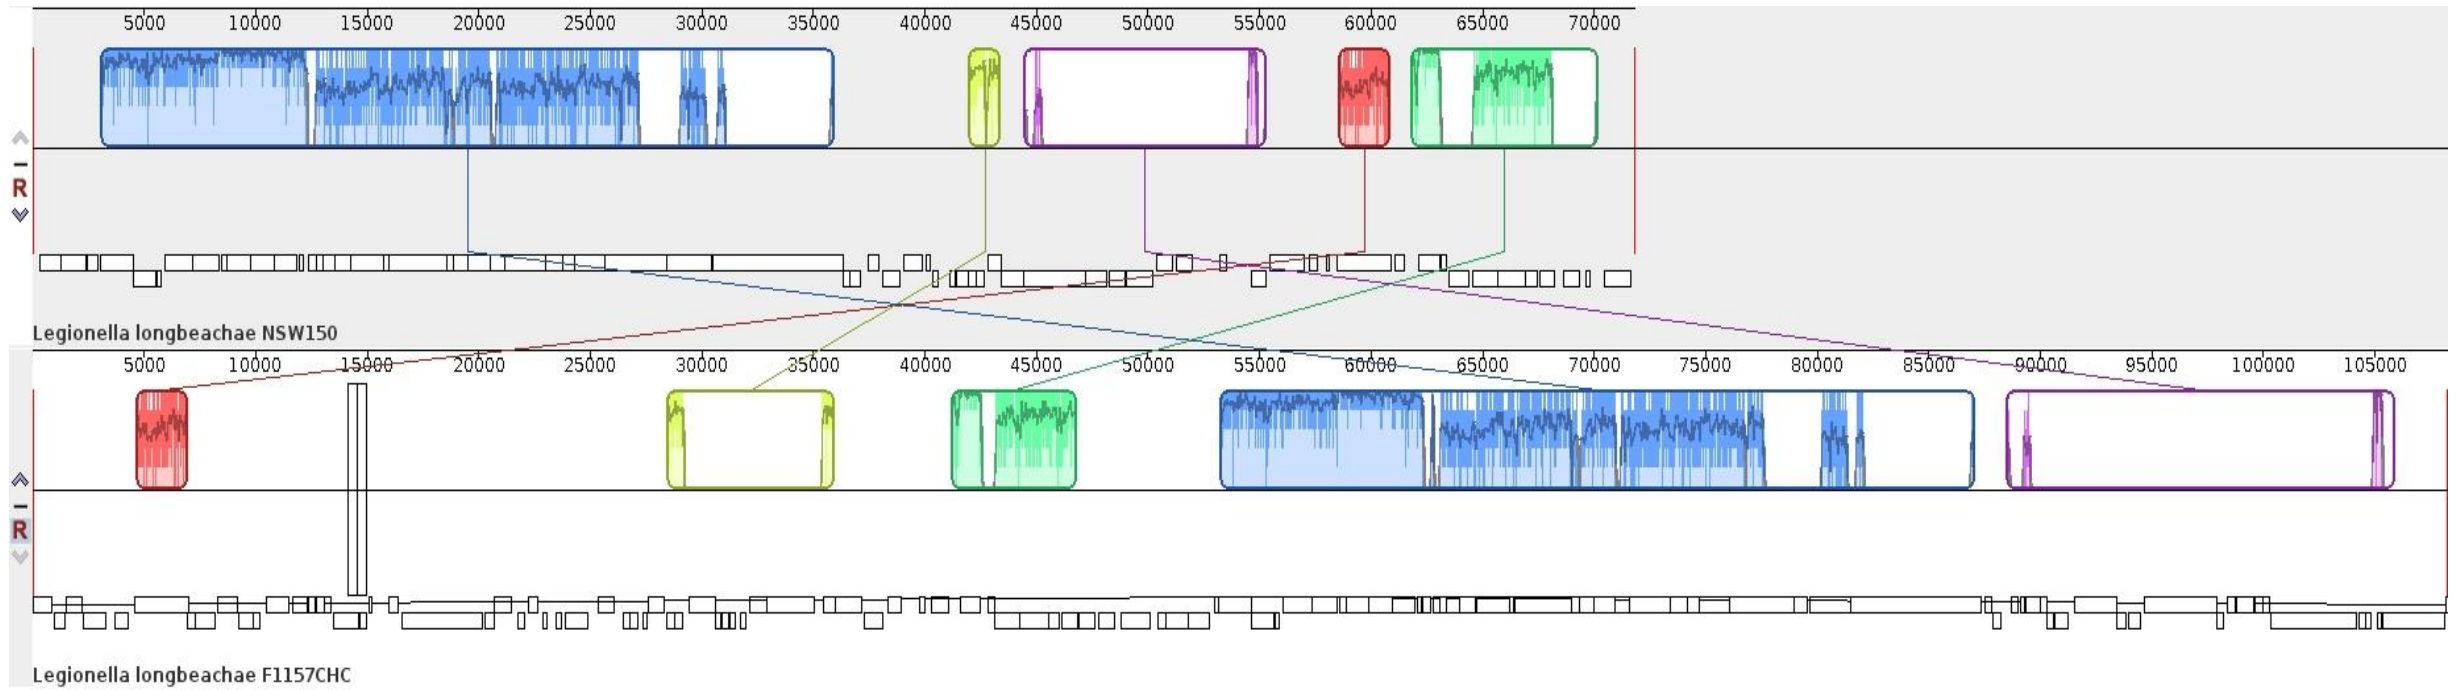 5000 10000 15000 20000 25000 30000 35000 40000 45000 50000 55000 60000 65000 70000
R
Legionella longbeachae NSW150
5000 10000 15000 20000 25000 30000 35000 40000 45000 50000 55000 60000 65000 70000 75000 80000 85000 90000 95000 100000 105000
R
Legionella longbeachae F1157CHC